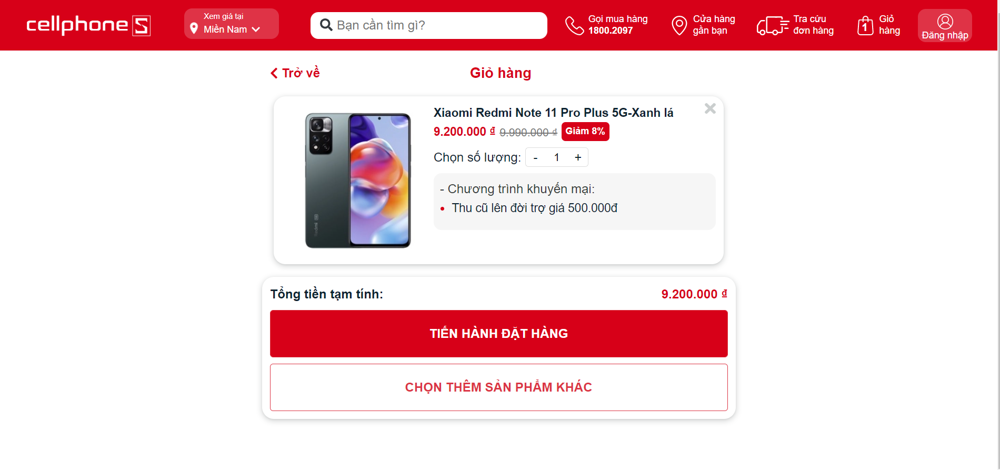 cellphoneS
Xem giá tại
Miền Nam
Bạn cần tìm gì?
Gọi mua hàng
1800.2097
Cửa hàng
gần bạn
Tra cứu
đơn hàng
1
Giỏ
hàng
Đăng nhập
Trở về
Giỏ hàng
Xiaomi Redmi Note 11 Pro Plus 5G-Xanh lá
9.200.000 ₫ 9.990.000 ₫ Giảm 8%
Chọn số lượng: - 1 +
- Chương trình khuyến mại:
• Thu cũ lên đời trợ giá 500.000đ
Redmi
Tổng tiền tạm tính: 9.200.000 ₫
TIẾN HÀNH ĐẶT HÀNG
CHỌN THÊM SẢN PHẨM KHÁC